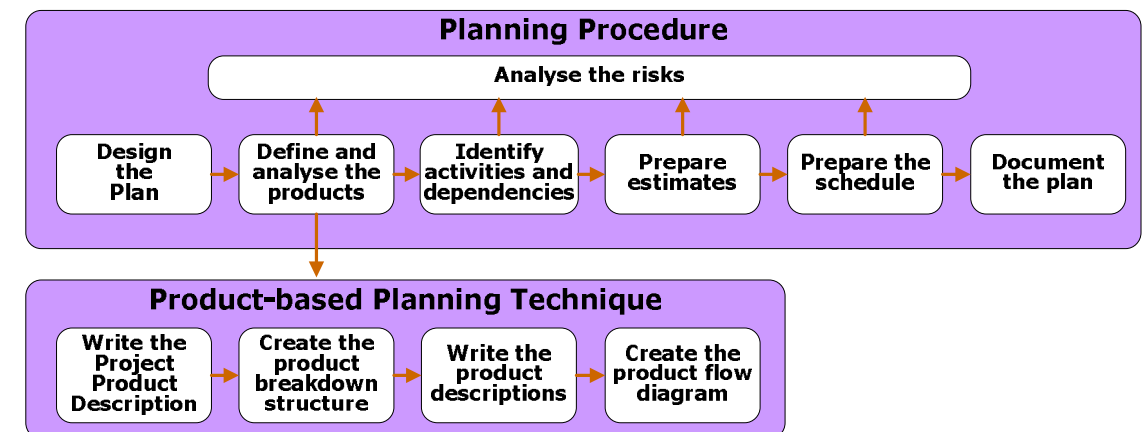 Planning Procedure
Analyse the risks
Design
the
Plan
Define and
analyse the
products
Identify
activities and
dependencies
Prepare
estimates
Prepare the
schedule
Document
the plan
Product-based Planning Technique
Write the
Project
Product
Description
Create the
product
breakdown
structure
Write the
product
descriptions
Create the
product flow
diagram